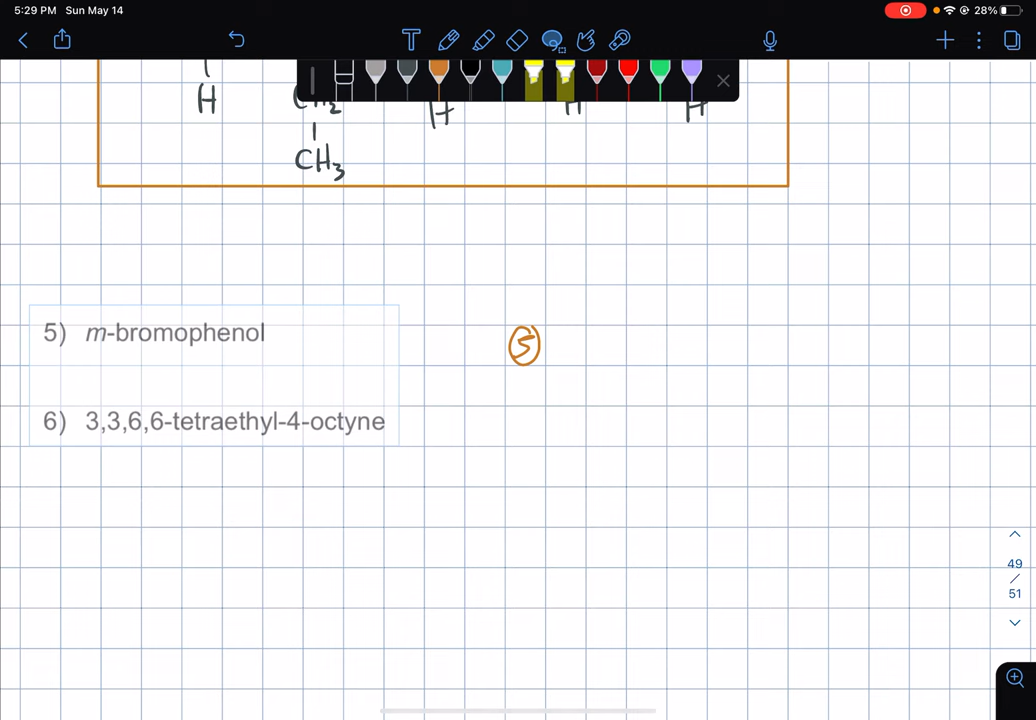 5:29 PM Sun May 14
28%
T
H
H
H
H
CH3
5) m-bromophenol
5
6) 3,3,6,6-tetraethyl-4-octyne
49
/
51